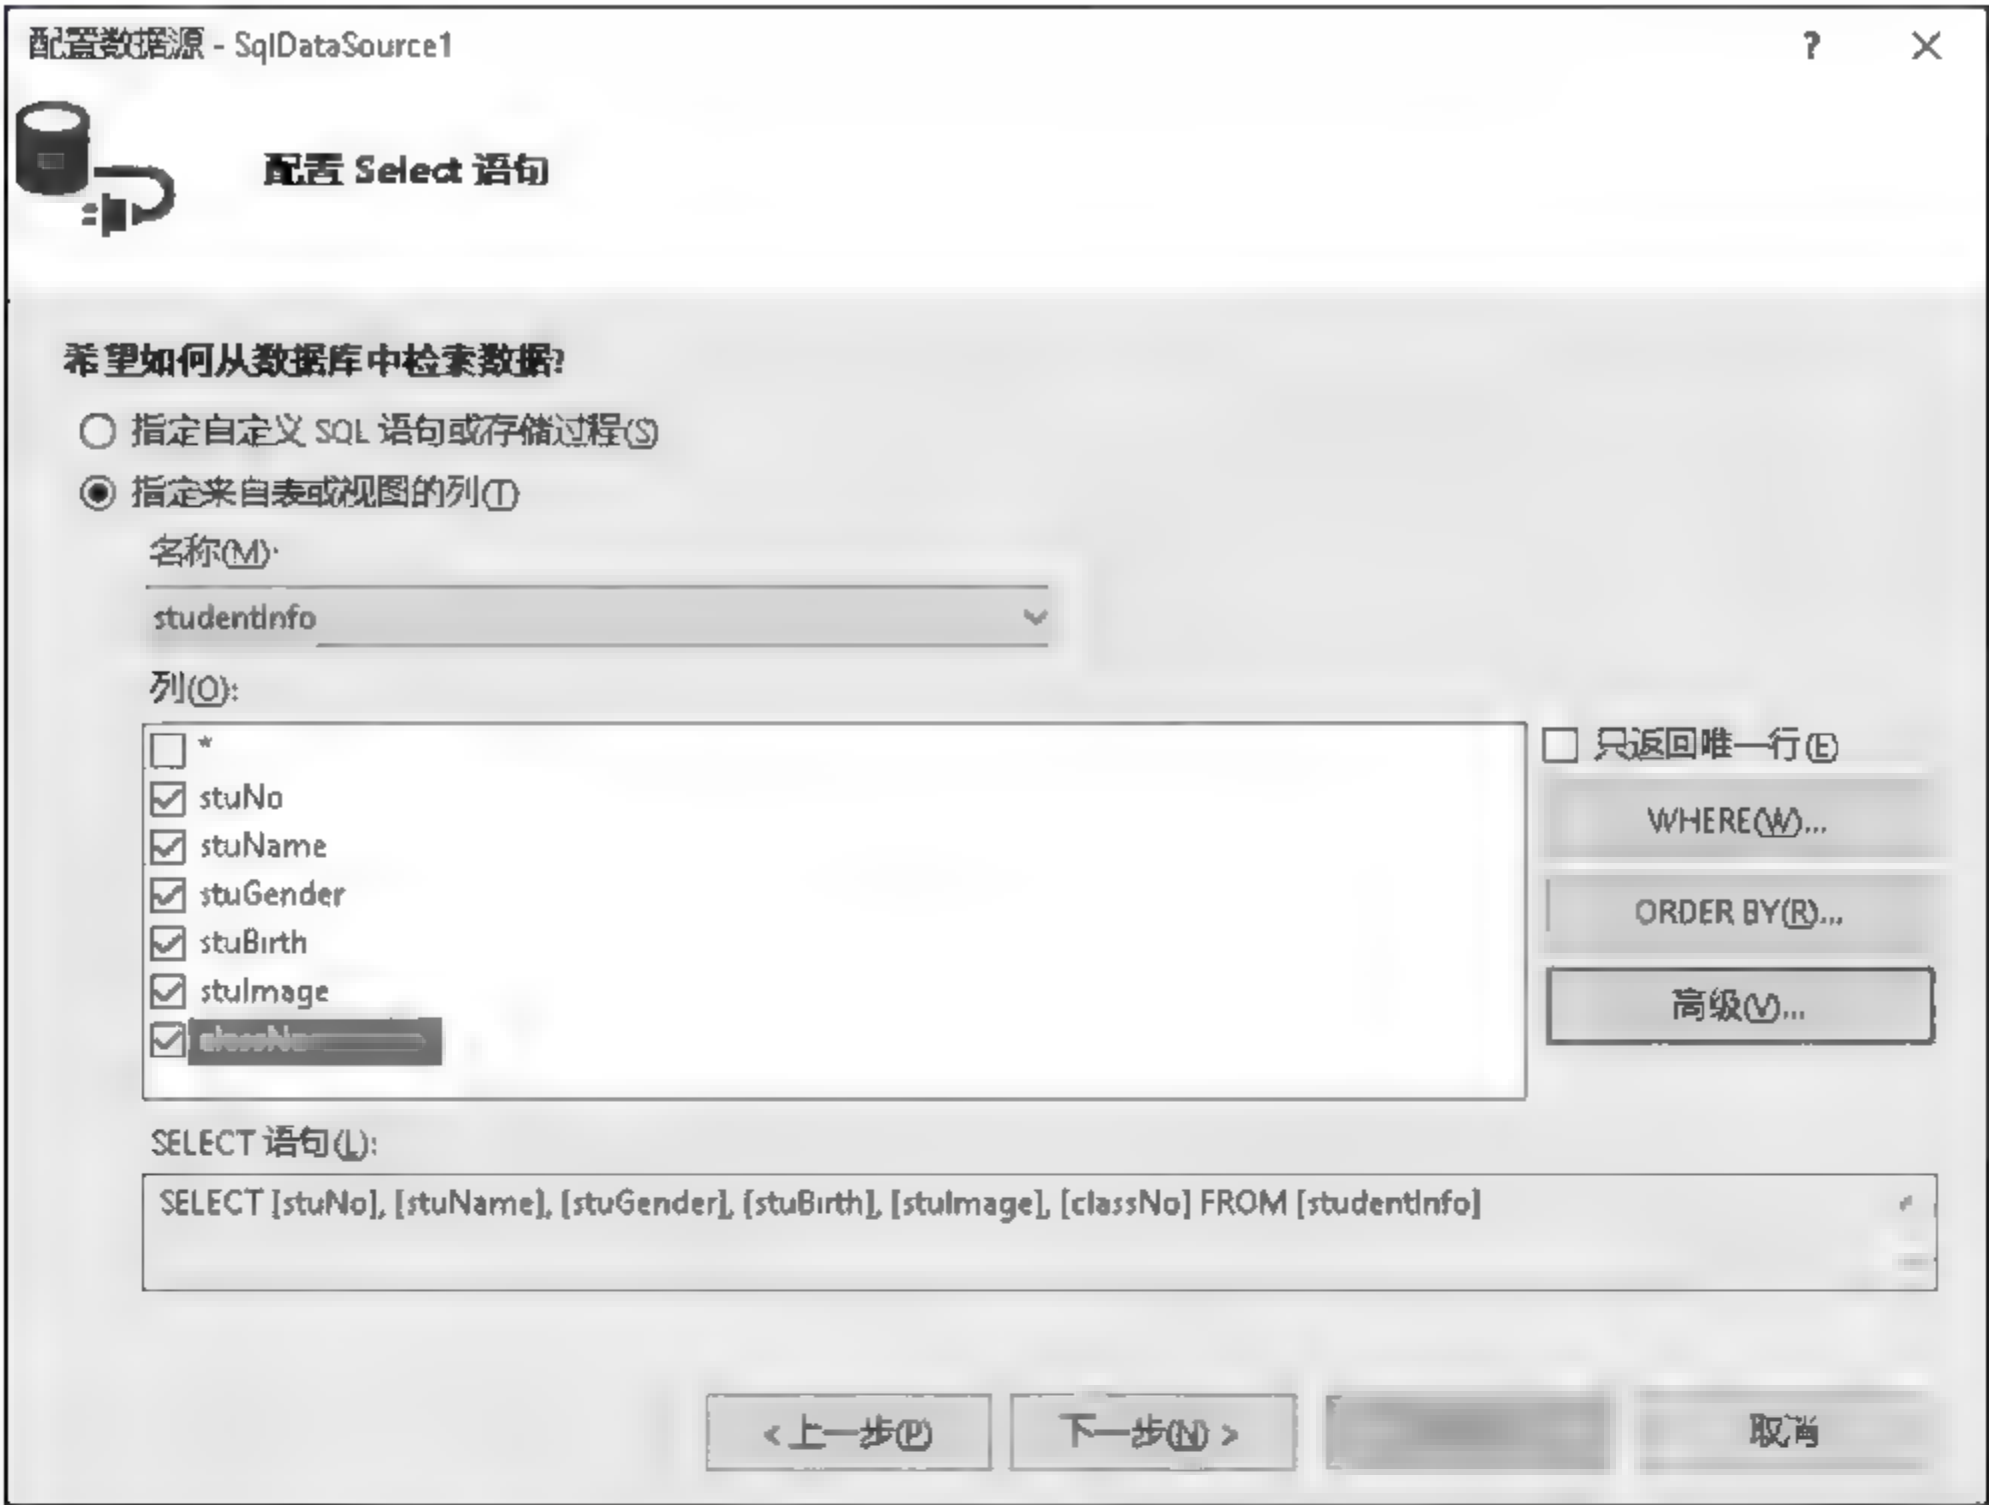 配置数据源 - SqlDataSource1
? ×
配置 Select 语句
希望如何从数据库中检索数据?
指定自定义 SQL 语句或存储过程(S)
指定来自表或视图的列(T)
名称(M):
studentInfo
列(O):
*
stuNo
stuName
stuGender
stuBirth
stuImage
classNo
只返回唯一行(E)
WHERE(W)...
ORDER BY(R)...
高级(V)...
SELECT 语句(L):
SELECT [stuNo], [stuName], [stuGender], [stuBirth], [stuImage], [classNo] FROM [studentInfo]
< 上一步(P)
下一步(N) >
取消